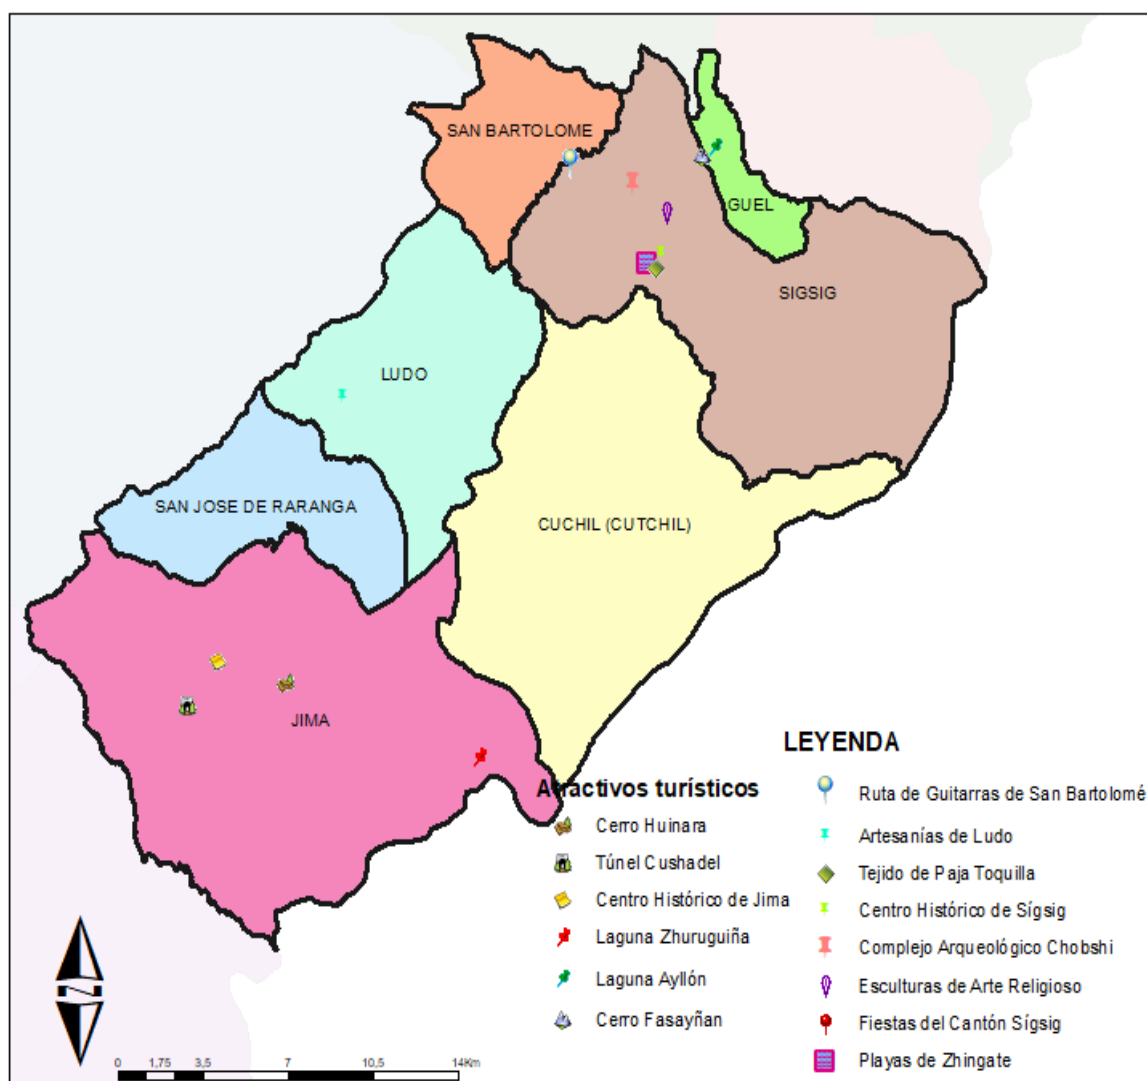 SAN BARTOLOME
GUEL
SIGSIG
LUDO
SAN JOSE DE RARANGA
CUCHIL (CUTCHIL)
JIMA
LEYENDA
Atractivos turísticos
Cerro Huinara
Túnel Cushadel
Centro Histórico de Jima
Laguna Zhuruguiña
Laguna Ayllón
Cerro Fasayñan
Ruta de Guitarras de San Bartolomé
Artesanías de Ludo
Tejido de Paja Toquilla
Centro Histórico de Sígsig
Complejo Arqueológico Chobshi
Esculturas de Arte Religioso
Fiestas del Cantón Sígsig
Playas de Zhingate
N
0 1,75 3,5 7 10,5 14Km